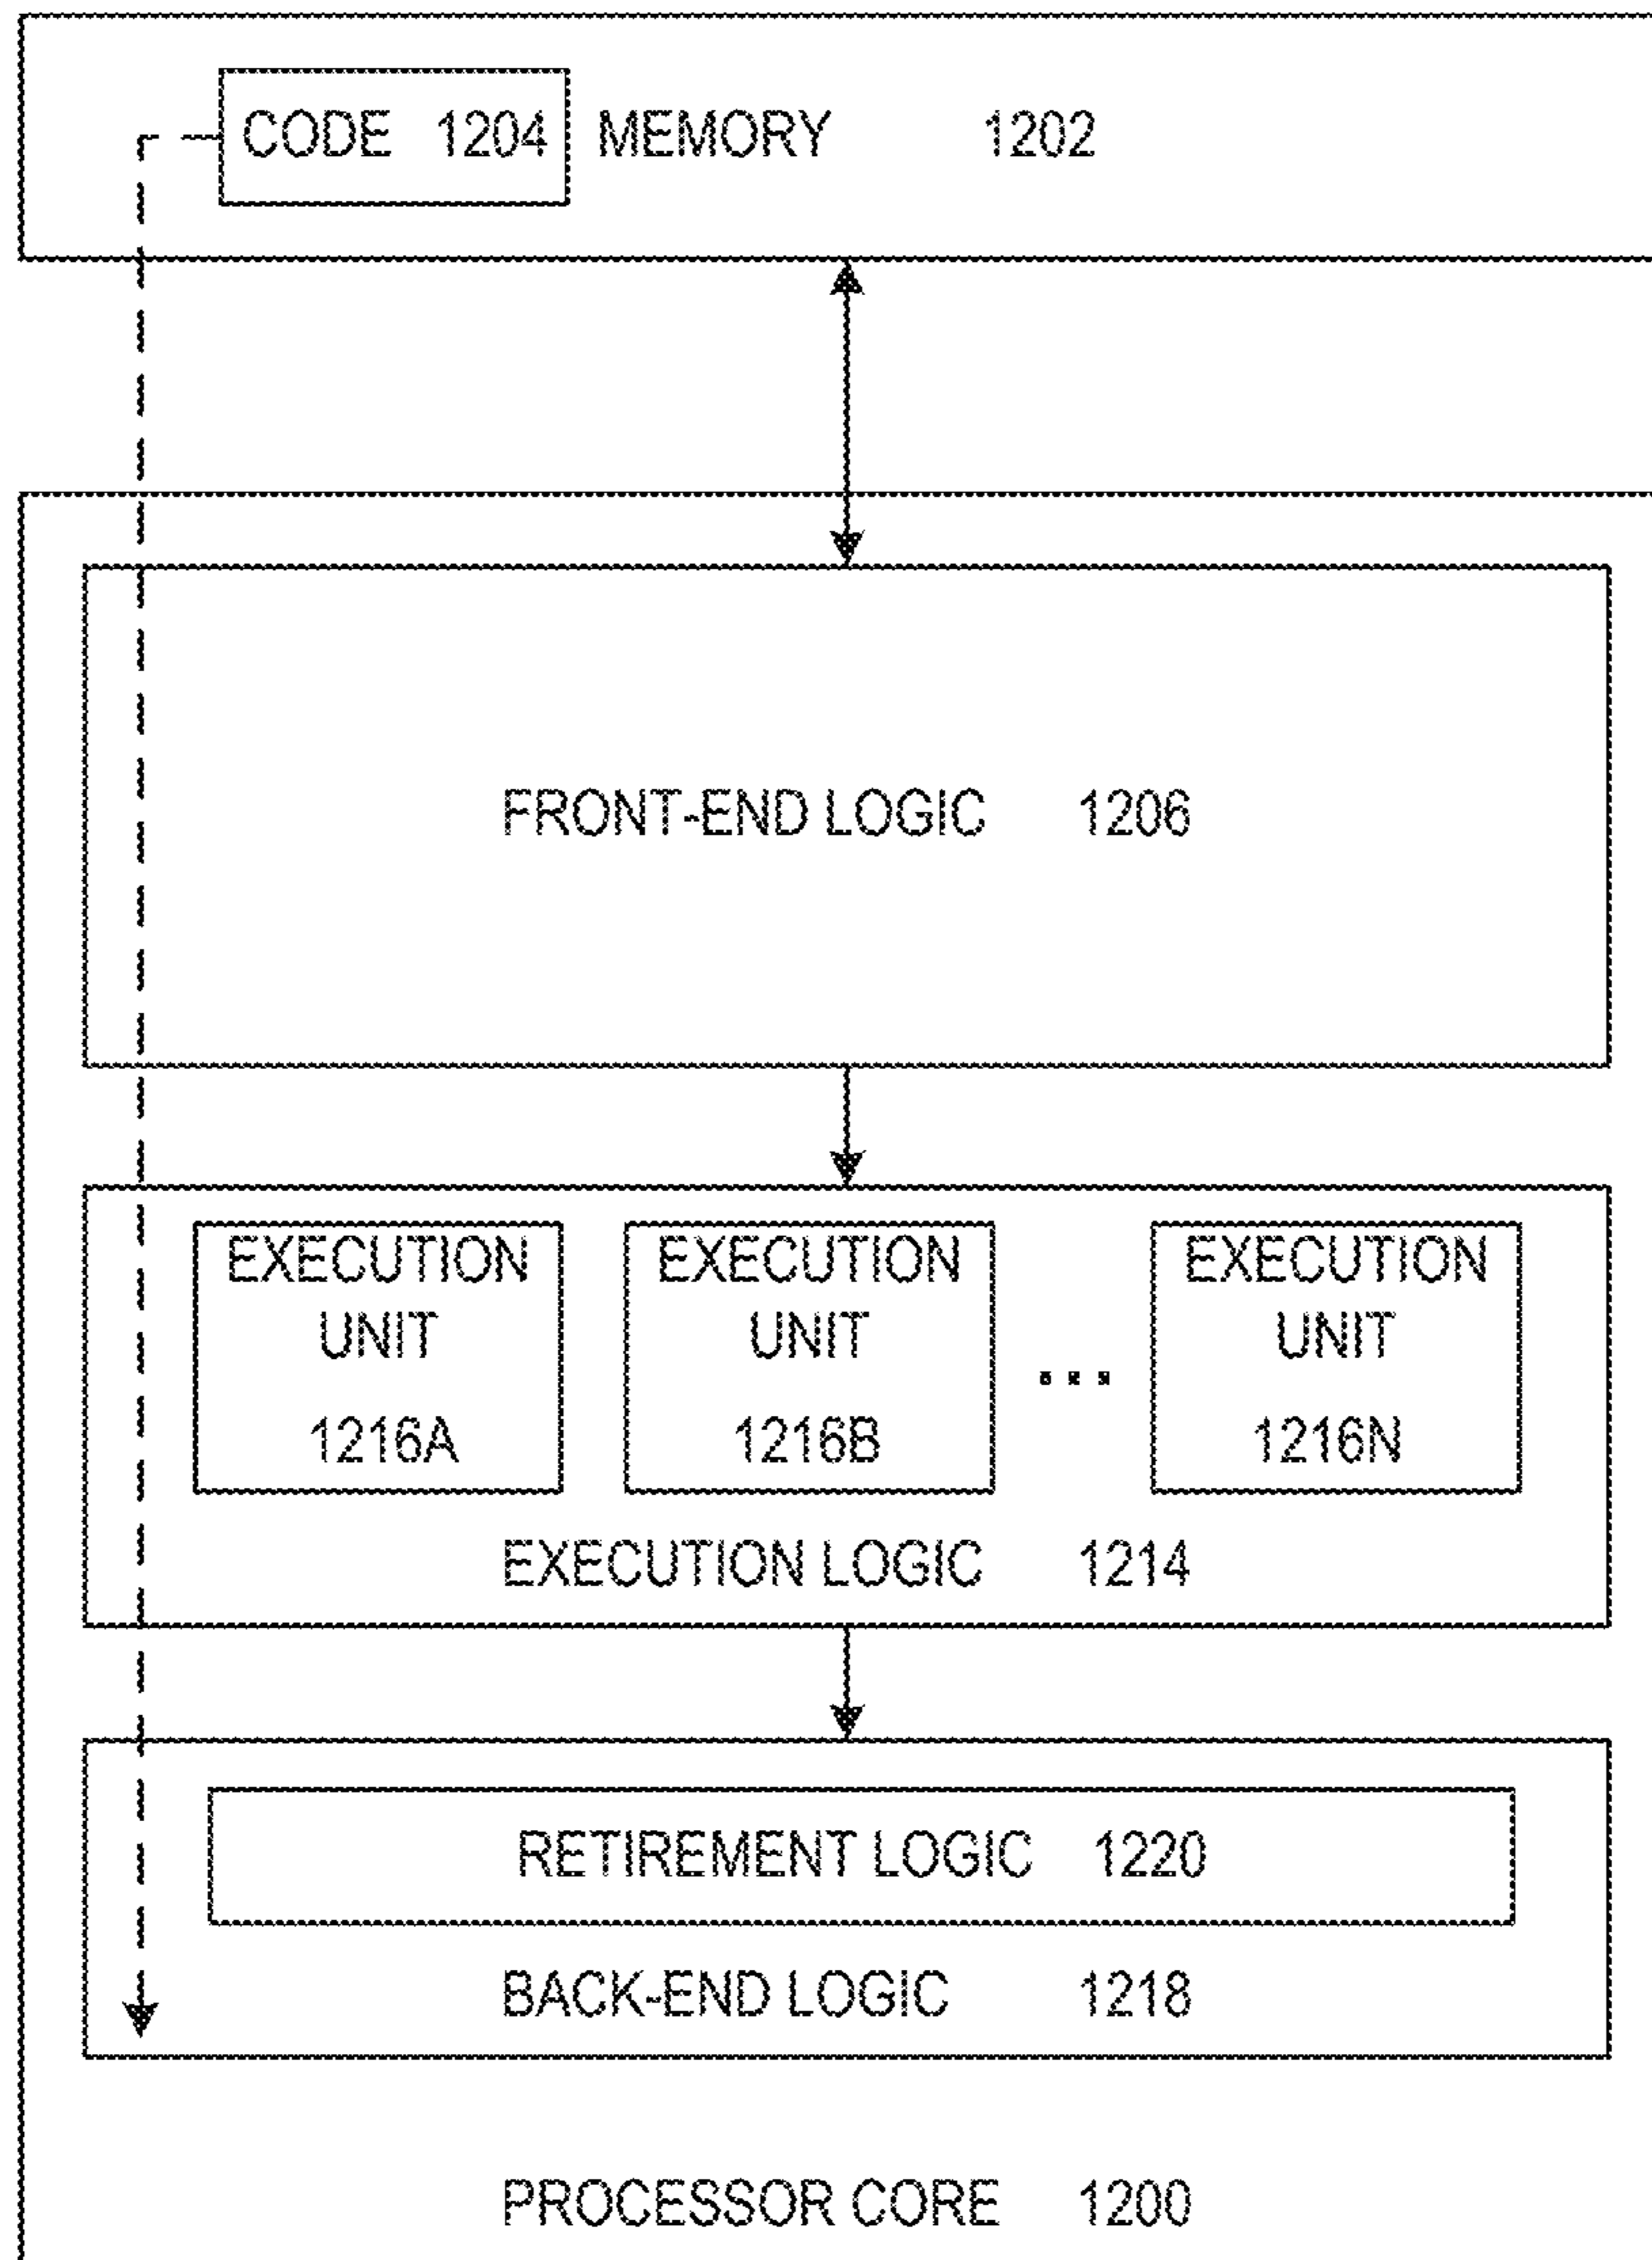 CODE 1204 MEMORY 1202
FRONT-END LOGIC 1206
EXECUTION
UNIT
1216A
EXECUTION
UNIT
1216B
...
EXECUTION
UNIT
1216N
EXECUTION LOGIC 1214
RETIREMENT LOGIC 1220
BACK-END LOGIC 1218
PROCESSOR CORE 1200